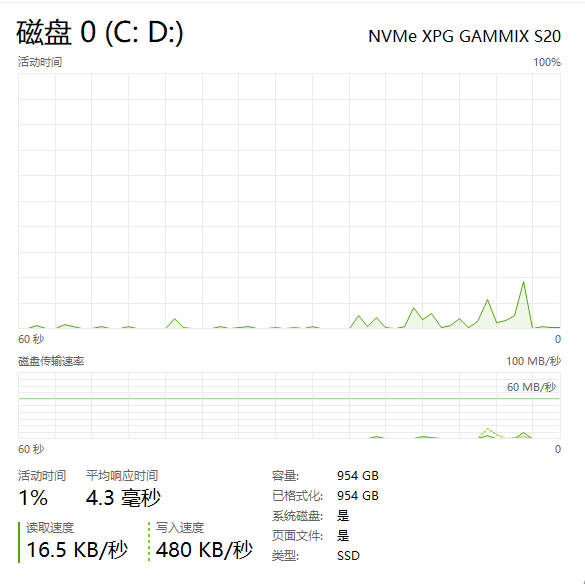 磁盘 0 (C: D:)
NVMe XPG GAMMIX S20
活动时间
100%
60 秒
0
磁盘传输速率
100 MB/秒
60 MB/秒
60 秒
0
活动时间
1%
平均响应时间
4.3 毫秒
读取速度
16.5 KB/秒
写入速度
480 KB/秒
容量: 954 GB
已格式化: 954 GB
系统磁盘: 是
页面文件: 是
类型: SSD